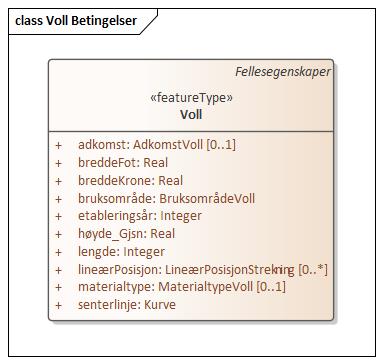 class Voll Betingelser
Fellesegenskaper
«featureType»
Voll
+ adkomst: AdkomstVoll [0..1]
+ breddeFot: Real
+ breddeKrone: Real
+ bruksområde: BruksområdeVoll
+ etableringsår: Integer
+ høyde_Gjsn: Real
+ lengde: Integer
+ lineærPosisjon: LineærPosisjonStrekning [0..*]
+ materialtype: MaterialtypeVoll [0..1]
+ senterlinje: Kurve